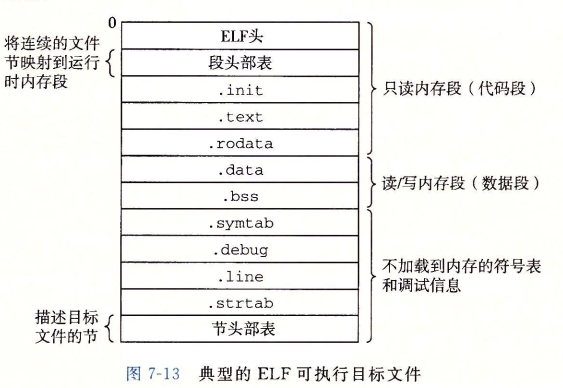 0
ELF头
将连续的文件
节映射到运行
时内存段
段头部表
.init
.text
.rodata
只读内存段（代码段）
.data
.bss
读/写内存段（数据段）
.symtab
.debug
.line
.strtab
不加载到内存的符号表
和调试信息
描述目标
文件的节
节头部表
图 7-13 典型的 ELF 可执行目标文件